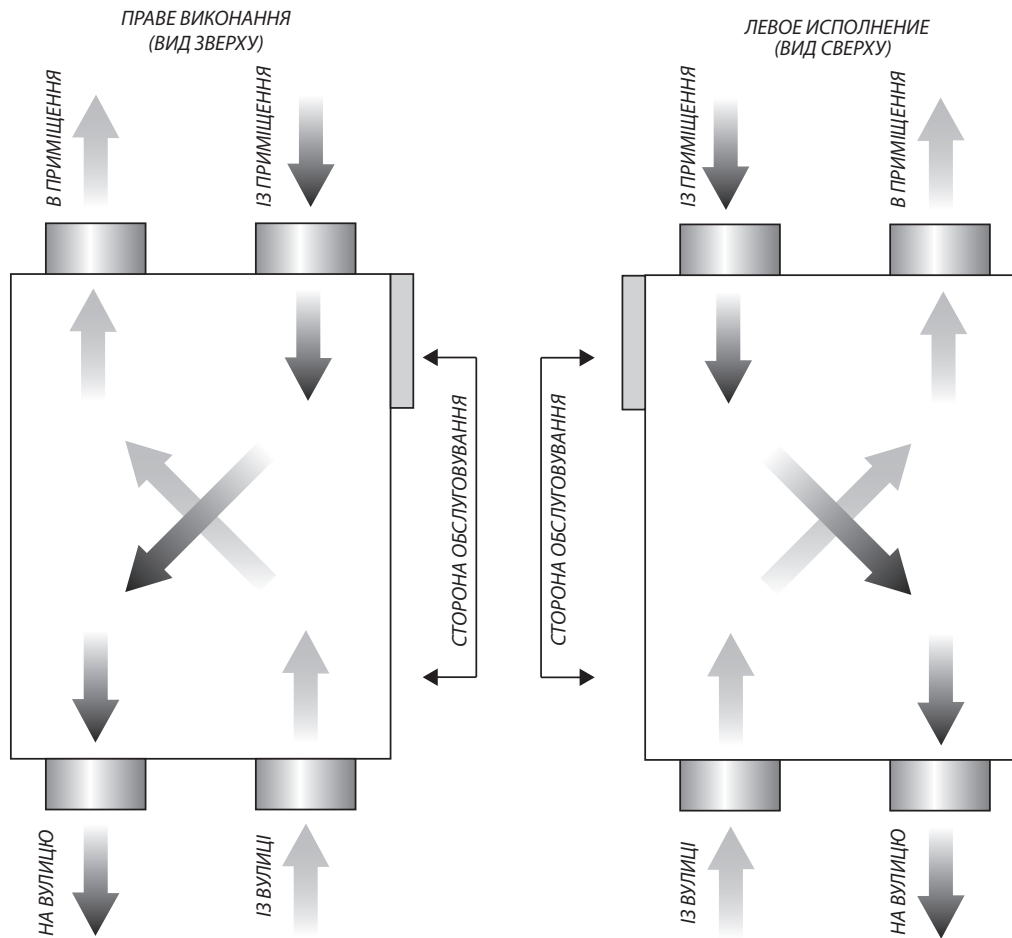 ПРАВЕ ВИКОНАННЯ
(ВИД ЗВЕРХУ)
ЛЕВОЕ ИСПОЛНЕНИЕ
(ВИД СВЕРХУ)
В ПРИМІЩЕННЯ
ІЗ ПРИМІЩЕННЯ
ІЗ ПРИМІЩЕННЯ
В ПРИМІЩЕННЯ
СТОРОНА ОБСЛУГОВУВАННЯ
СТОРОНА ОБСЛУГОВУВАННЯ
НА ВУЛИЦЮ
ІЗ ВУЛИЦІ
ІЗ ВУЛИЦІ
НА ВУЛИЦЮ